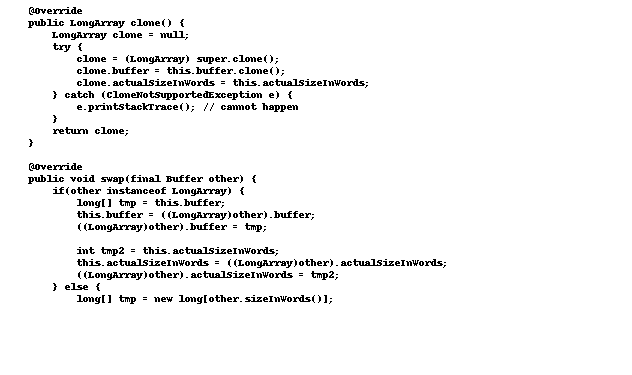 @Override
public LongArray clone() {
LongArray clone = null;
try {
clone = (LongArray) super.clone();
clone.buffer = this.buffer.clone();
clone.actualSizeInWords = this.actualSizeInWords;
} catch (CloneNotSupportedException e) {
e.printStackTrace(); // cannot happen
}
return clone;
}
@Override
public void swap(final Buffer other) {
if(other instanceof LongArray) {
long[] tmp = this.buffer;
this.buffer = ((LongArray)other).buffer;
((LongArray)other).buffer = tmp;
int tmp2 = this.actualSizeInWords;
this.actualSizeInWords = ((LongArray)other).actualSizeInWords;
((LongArray)other).actualSizeInWords = tmp2;
} else {
long[] tmp = new long[other.sizeInWords()];